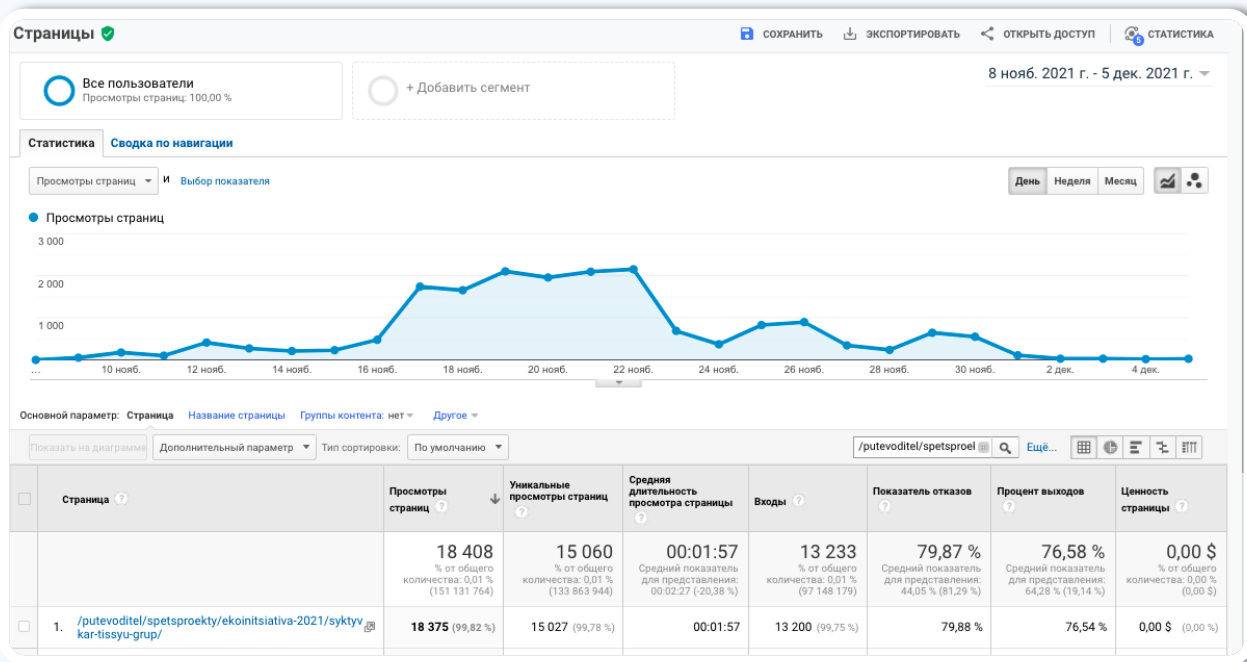 Страницы
СОХРАНИТЬ
ЭКСПОРТИРОВАТЬ
ОТКРЫТЬ ДОСТУП
5
СТАТИСТИКА
Все пользователи
Просмотры страниц: 100,00 %
+ Добавить сегмент
8 нояб. 2021 г. - 5 дек. 2021 г.
Статистика
Сводка по навигации
Просмотры страниц
и
Выбор показателя
День
Неделя
Месяц
Просмотры страниц
3 000
2 000
1 000
...
10 нояб.
12 нояб.
14 нояб.
16 нояб.
18 нояб.
20 нояб.
22 нояб.
24 нояб.
26 нояб.
28 нояб.
30 нояб.
2 дек.
4 дек.
Основной параметр: Страница
Название страницы
Группы контента: нет
Другое
Показать на диаграмме
Дополнительный параметр
Тип сортировки:
По умолчанию
/putevoditel/spetsproel
Ещё...
Страница ?
Просмотры
страниц ?
Уникальные
просмотры страниц
?
Средняя
длительность
просмотра страницы
?
Входы ?
Показатель отказов
?
Процент выходов
?
Ценность
страницы ?
18 408
% от общего
количества: 0,01 %
(151 131 764)
15 060
% от общего
количества: 0,01 %
(133 863 944)
00:01:57
Средний показатель
для представления:
00:02:27 (-20,38 %)
13 233
% от общего
количества: 0,01 %
(97 148 179)
79,87 %
Средний показатель
для представления:
44,05 % (81,29 %)
76,58 %
Средний показатель
для представления:
64,28 % (19,14 %)
0,00 $
% от общего
количества: 0,00 %
(0,00 $)
1.
/putevoditel/spetsproekty/ekoinitsiativa-2021/syktyv
kar-tissyu-grup/
18 375 (99,82 %)
15 027 (99,78 %)
00:01:57
13 200 (99,75 %)
79,88 %
76,54 %
0,00 $ (0,00 %)